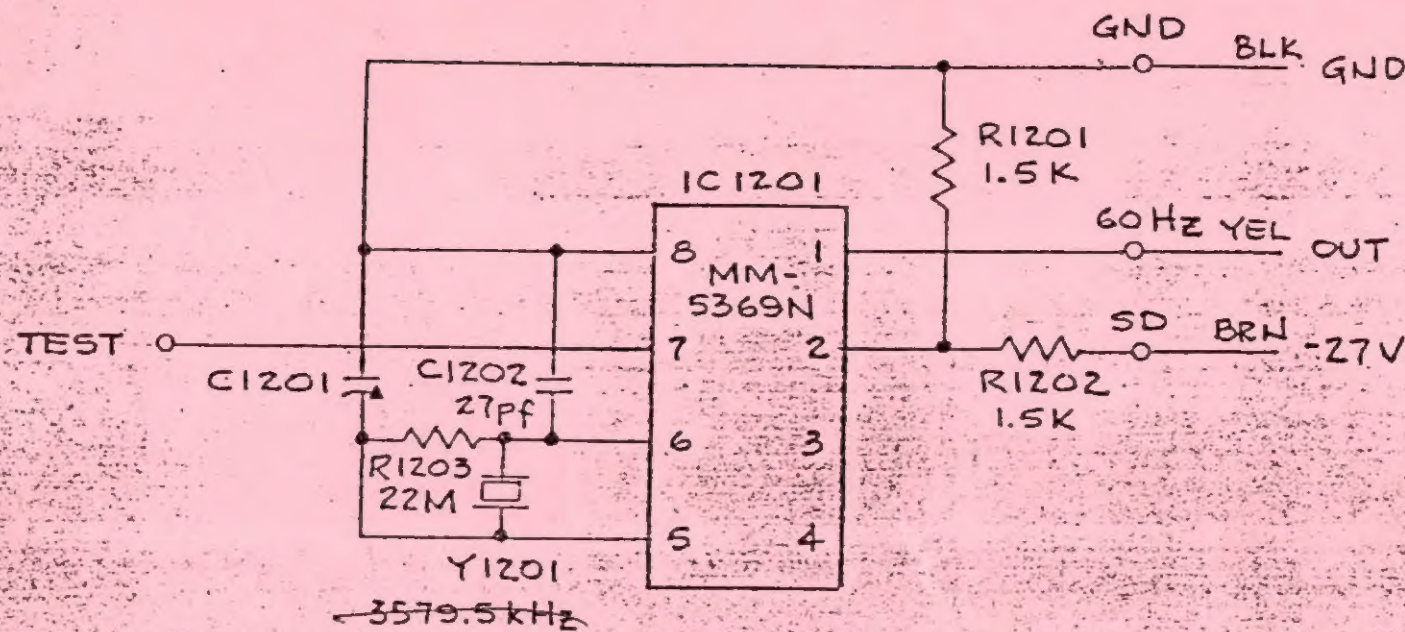 GND
BLK
GND
R1201
1.5K
IC1201
8
1
60HZ YEL OUT
MM-
5369N
TEST
7
2
SD
BRN
-27V
C1201
C1202
27pf
R1202
1.5K
6
3
R1203
22M
5
4
Y1201
3579.5kHz